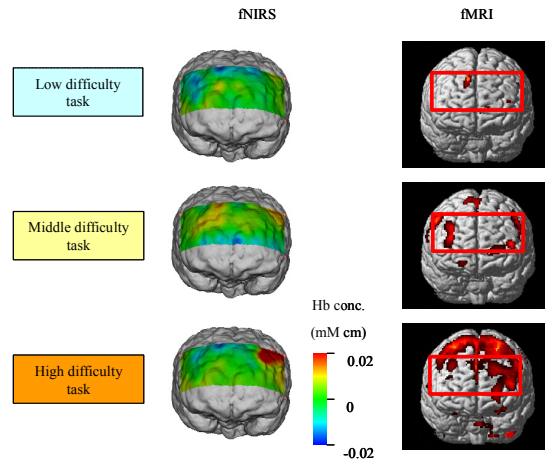 fNIRS
fMRI
Low difficulty
task
Middle difficulty
task
Hb conc.
(mM cm)
0.02
0
-0.02
High difficulty
task